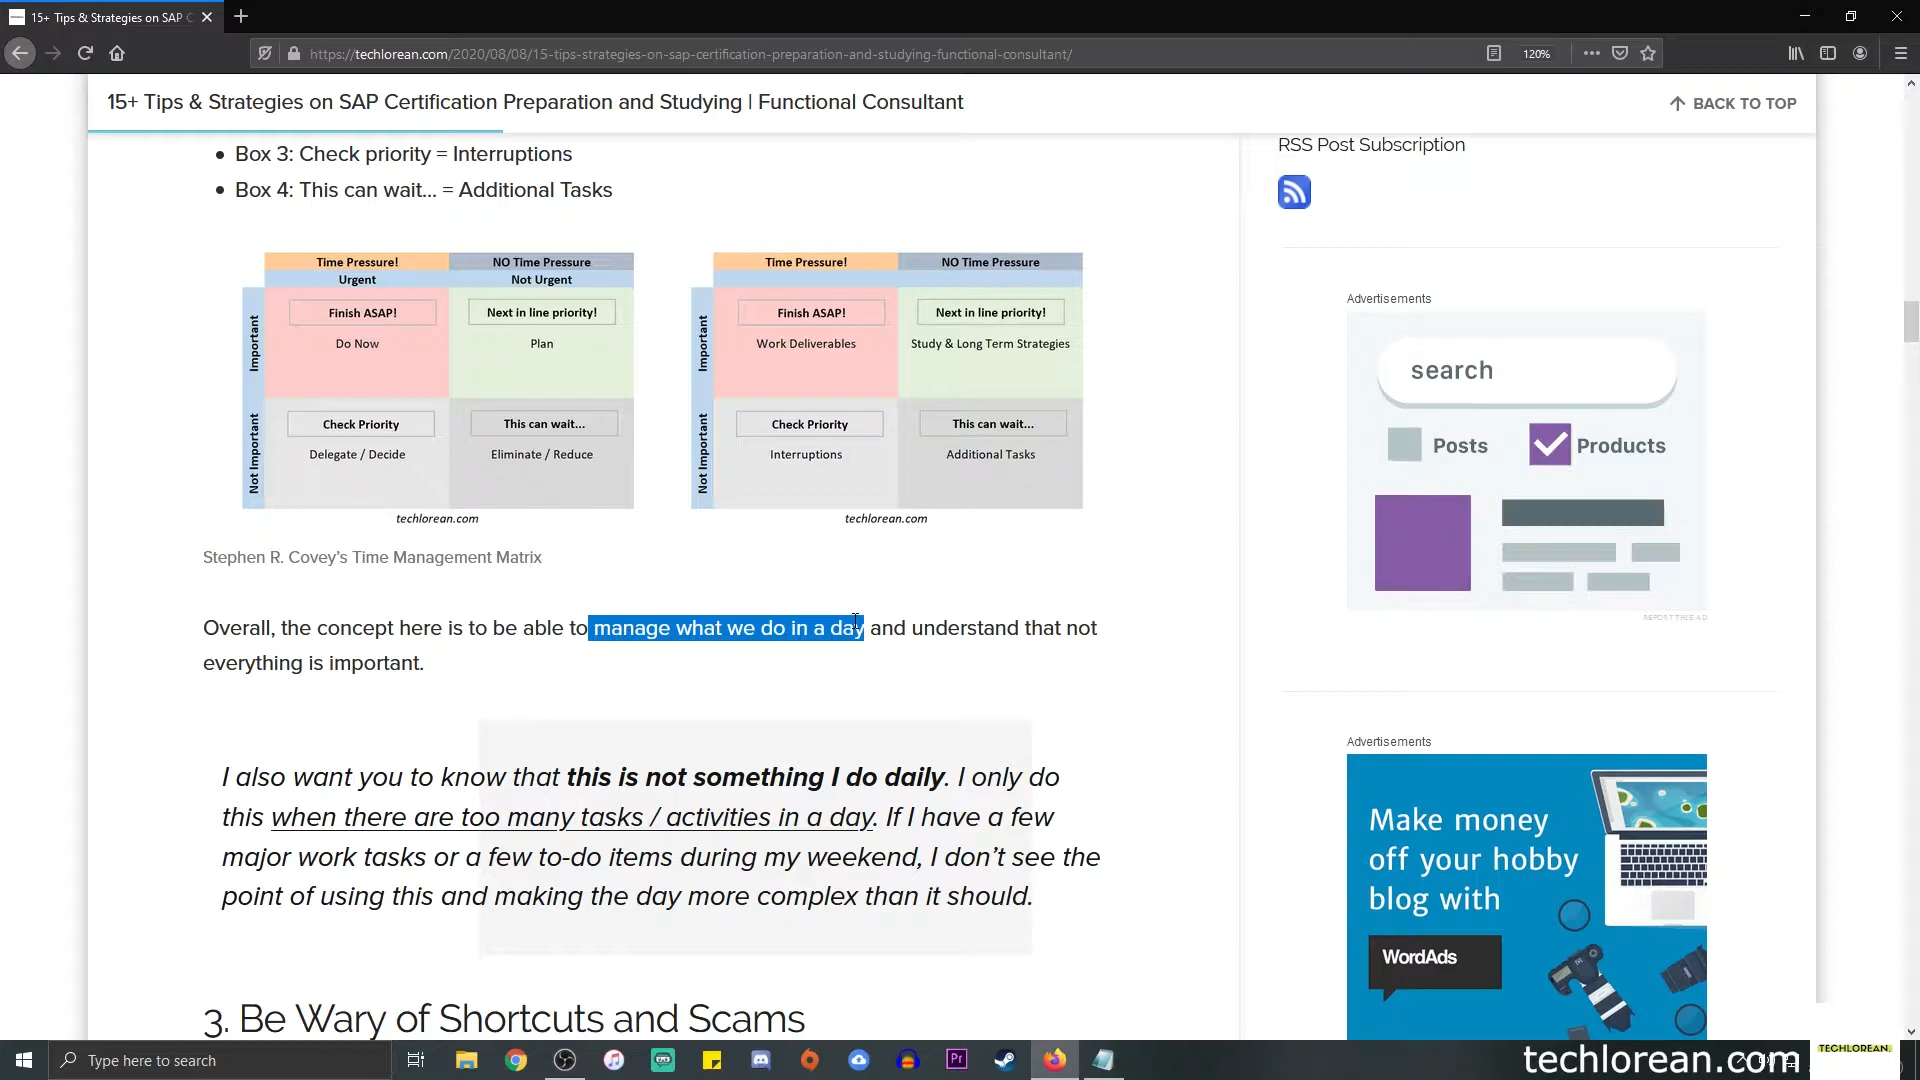 15+ Tips & Strategies on SAP C
https://techlorean.com/2020/08/08/15-tips-strategies-on-sap-certification-preparation-and-studying-functional-consultant/
120%
15+ Tips & Strategies on SAP Certification Preparation and Studying | Functional Consultant
BACK TO TOP
Box 3: Check priority = Interruptions
Box 4: This can wait... = Additional Tasks
Time Pressure! NO Time Pressure
Urgent Not Urgent
Important
Finish ASAP! Next in line priority!
Do Now Plan
Not Important
Check Priority This can wait...
Delegate / Decide Eliminate / Reduce
techlorean.com
Time Pressure! NO Time Pressure
Important
Finish ASAP! Next in line priority!
Work Deliverables Study & Long Term Strategies
Not Important
Check Priority This can wait...
Interruptions Additional Tasks
techlorean.com
Stephen R. Covey's Time Management Matrix
Overall, the concept here is to be able to manage what we do in a day and understand that not
everything is important.
I also want you to know that this is not something I do daily. I only do
this when there are too many tasks / activities in a day. If I have a few
major work tasks or a few to-do items during my weekend, I don't see the
point of using this and making the day more complex than it should.
3. Be Wary of Shortcuts and Scams
RSS Post Subscription
Advertisements
search
Posts Products
REPORT THIS AD
Advertisements
Make money
off your hobby
blog with
WordAds
Type here to search
Pr
techlorean.com
TECHLOREAN.